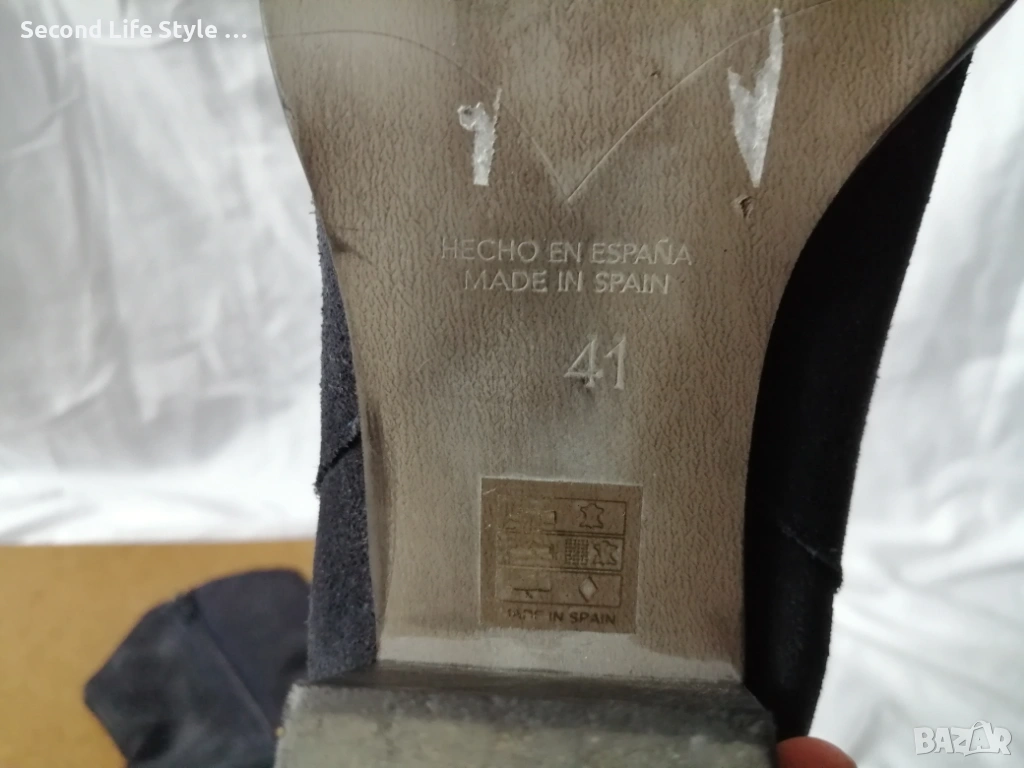 Second Life Style ...
HECHO EN ESPAÑA
MADE IN SPAIN
41
MADE IN SPAIN
BAZAR